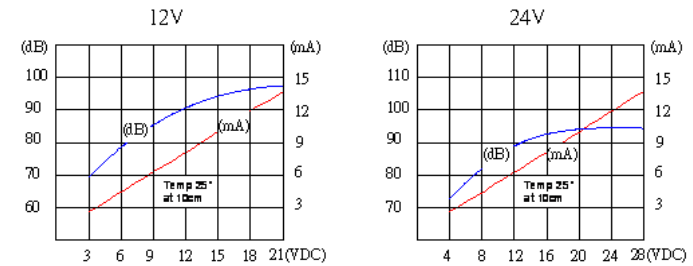 12V
(dB) (mA)
100 15
90 12
80 9
70 6
60 3
(dB) (mA)
Temp 25°
at 10cm
3 6 9 12 15 18 21(VDC)
24V
(dB) (mA)
110 15
100 12
90 9
80 6
70 3
(dB) (mA)
Temp 25°
at 10cm
4 8 12 16 20 24 28(VDC)